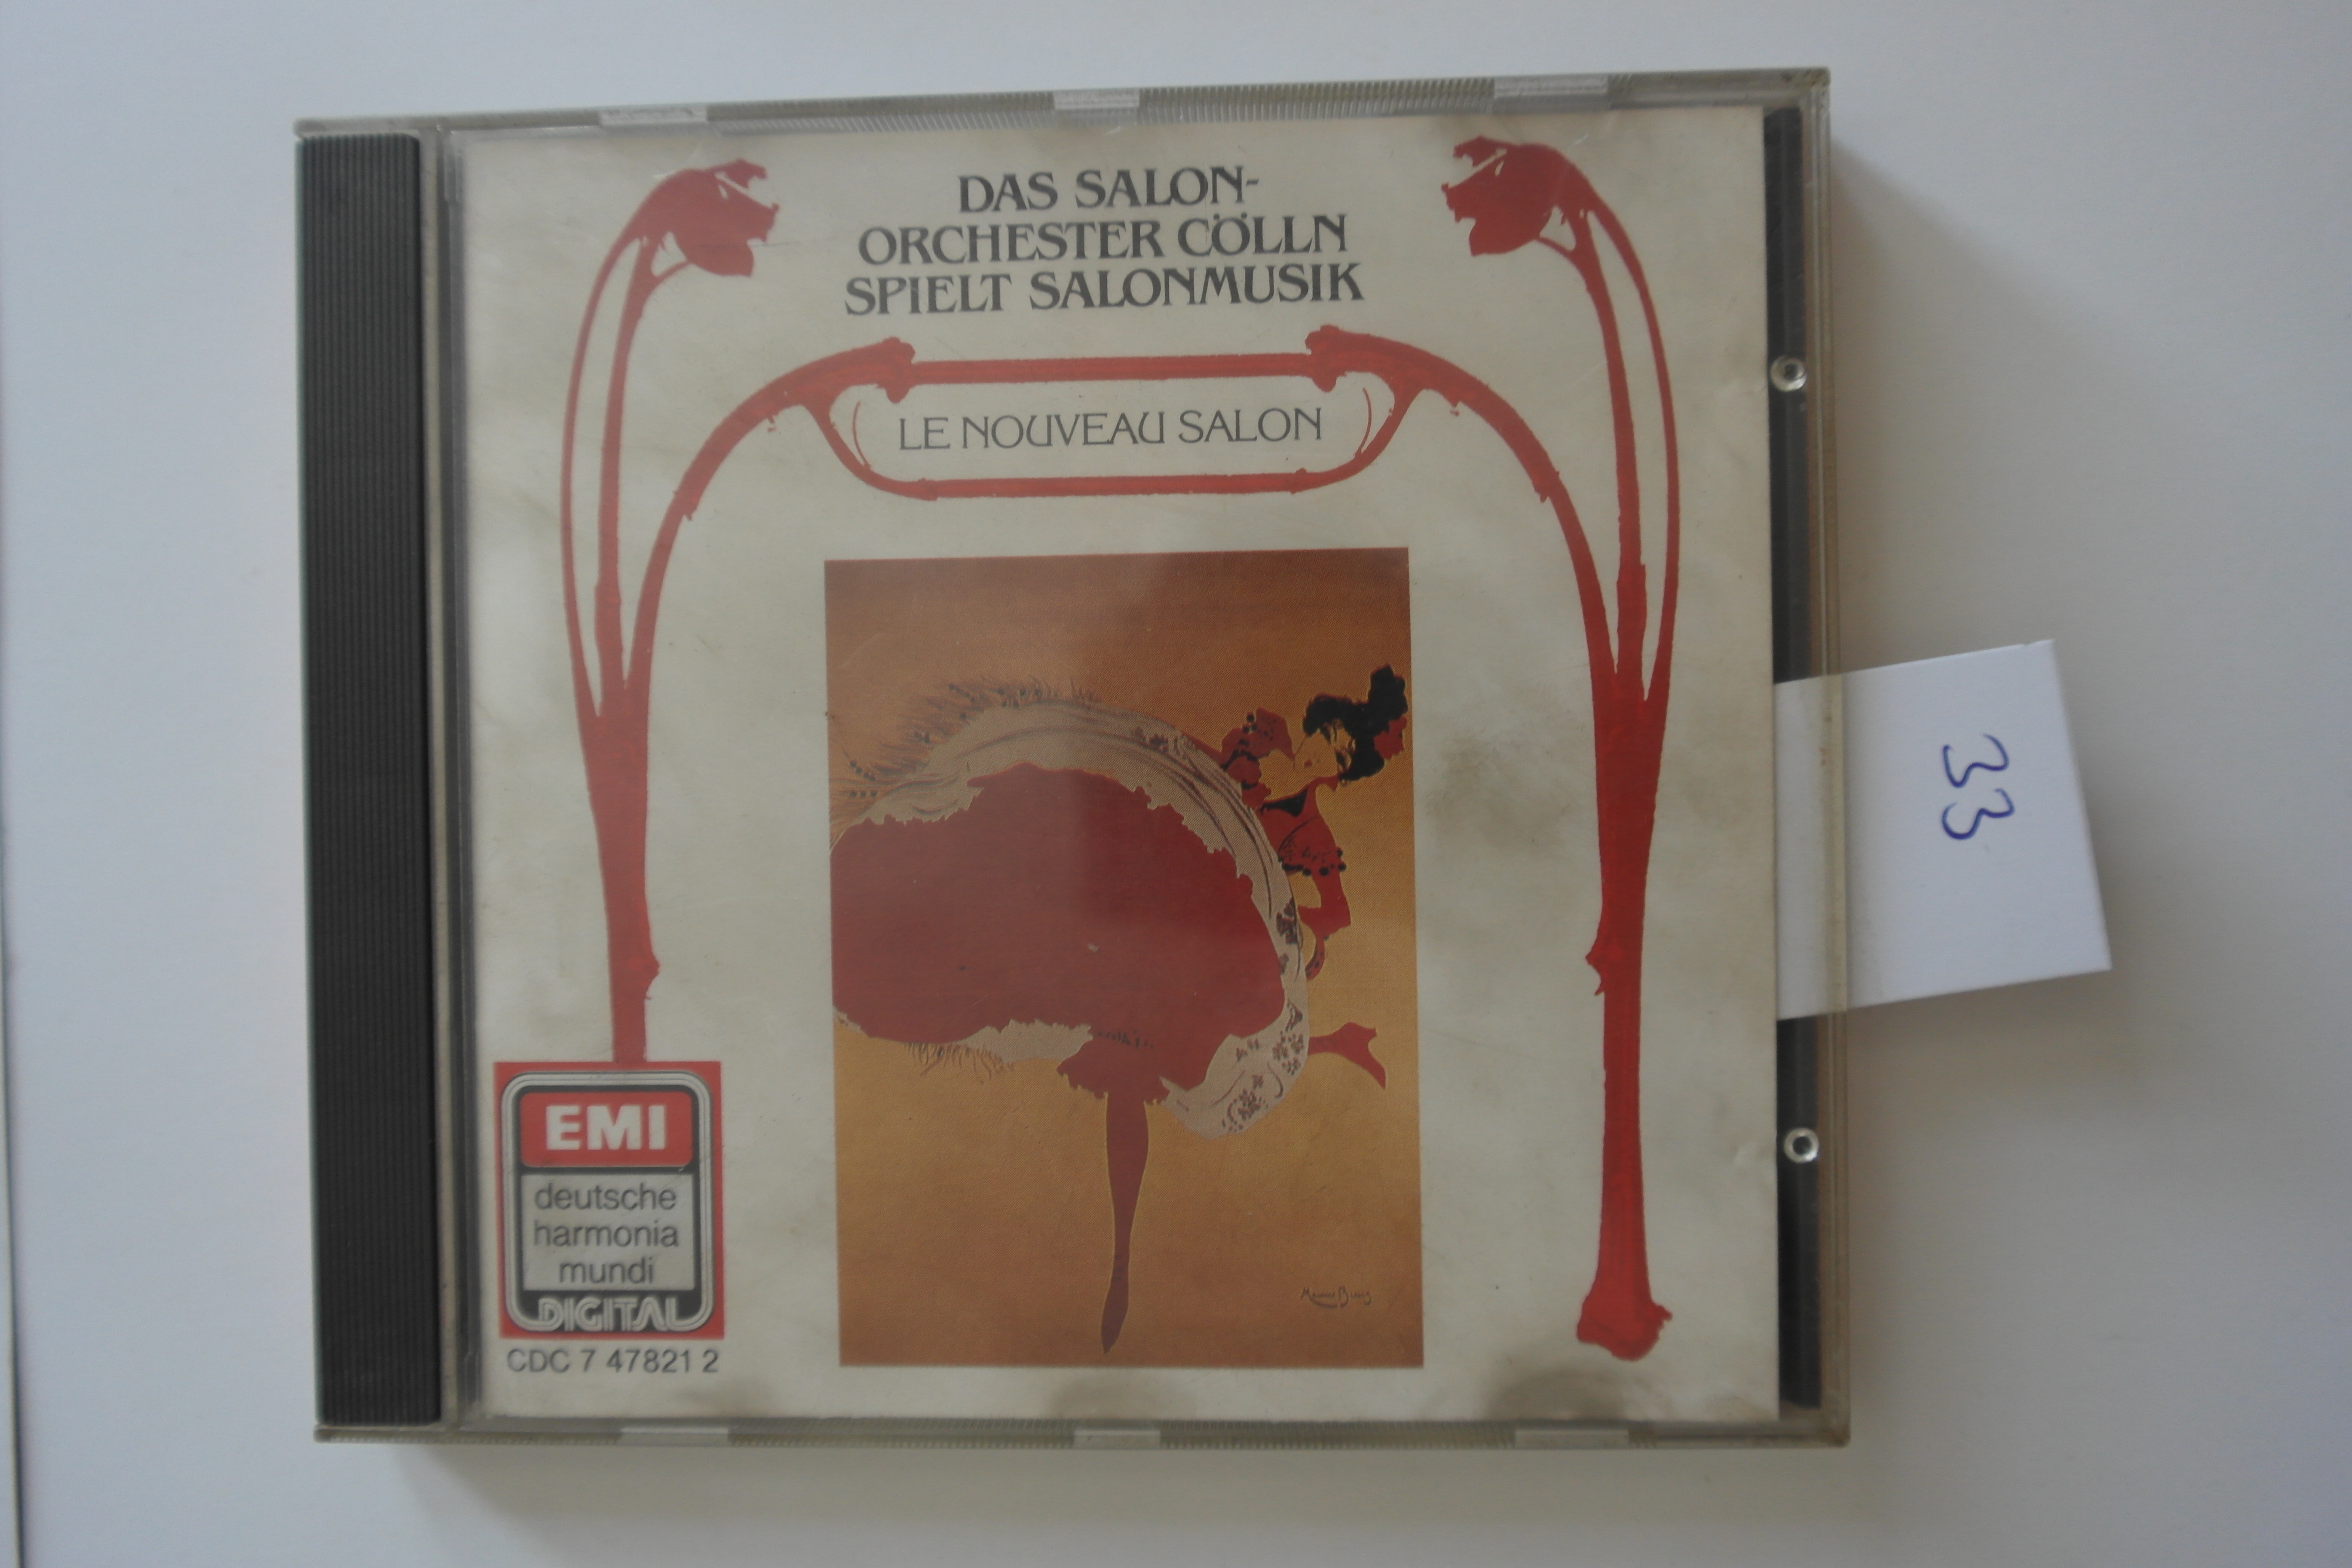 DAS SALON-
ORCHESTER CÖLLN
SPIELT SALONMUSIK
LE NOUVEAU SALON
33
EMI
deutsche
harmonia
mundi
DIGITAL
CDC 7 47821 2